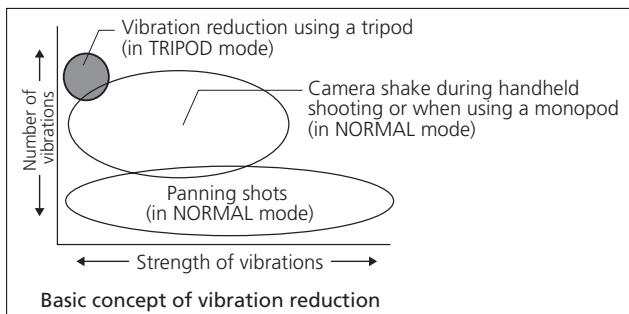 Vibration reduction using a tripod
(in TRIPOD mode)
Camera shake during handheld
shooting or when using a monopod
(in NORMAL mode)
Number of
vibrations
Panning shots
(in NORMAL mode)
Strength of vibrations
Basic concept of vibration reduction